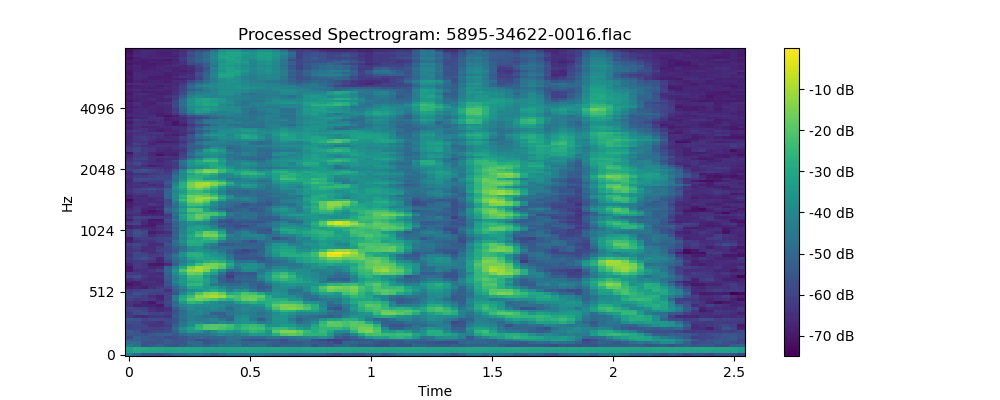 Processed Spectrogram: 5895-34622-0016.flac
Hz
4096
2048
1024
512
0
0 0.5 1 1.5 2 2.5
Time
-10 dB
-20 dB
-30 dB
-40 dB
-50 dB
-60 dB
-70 dB